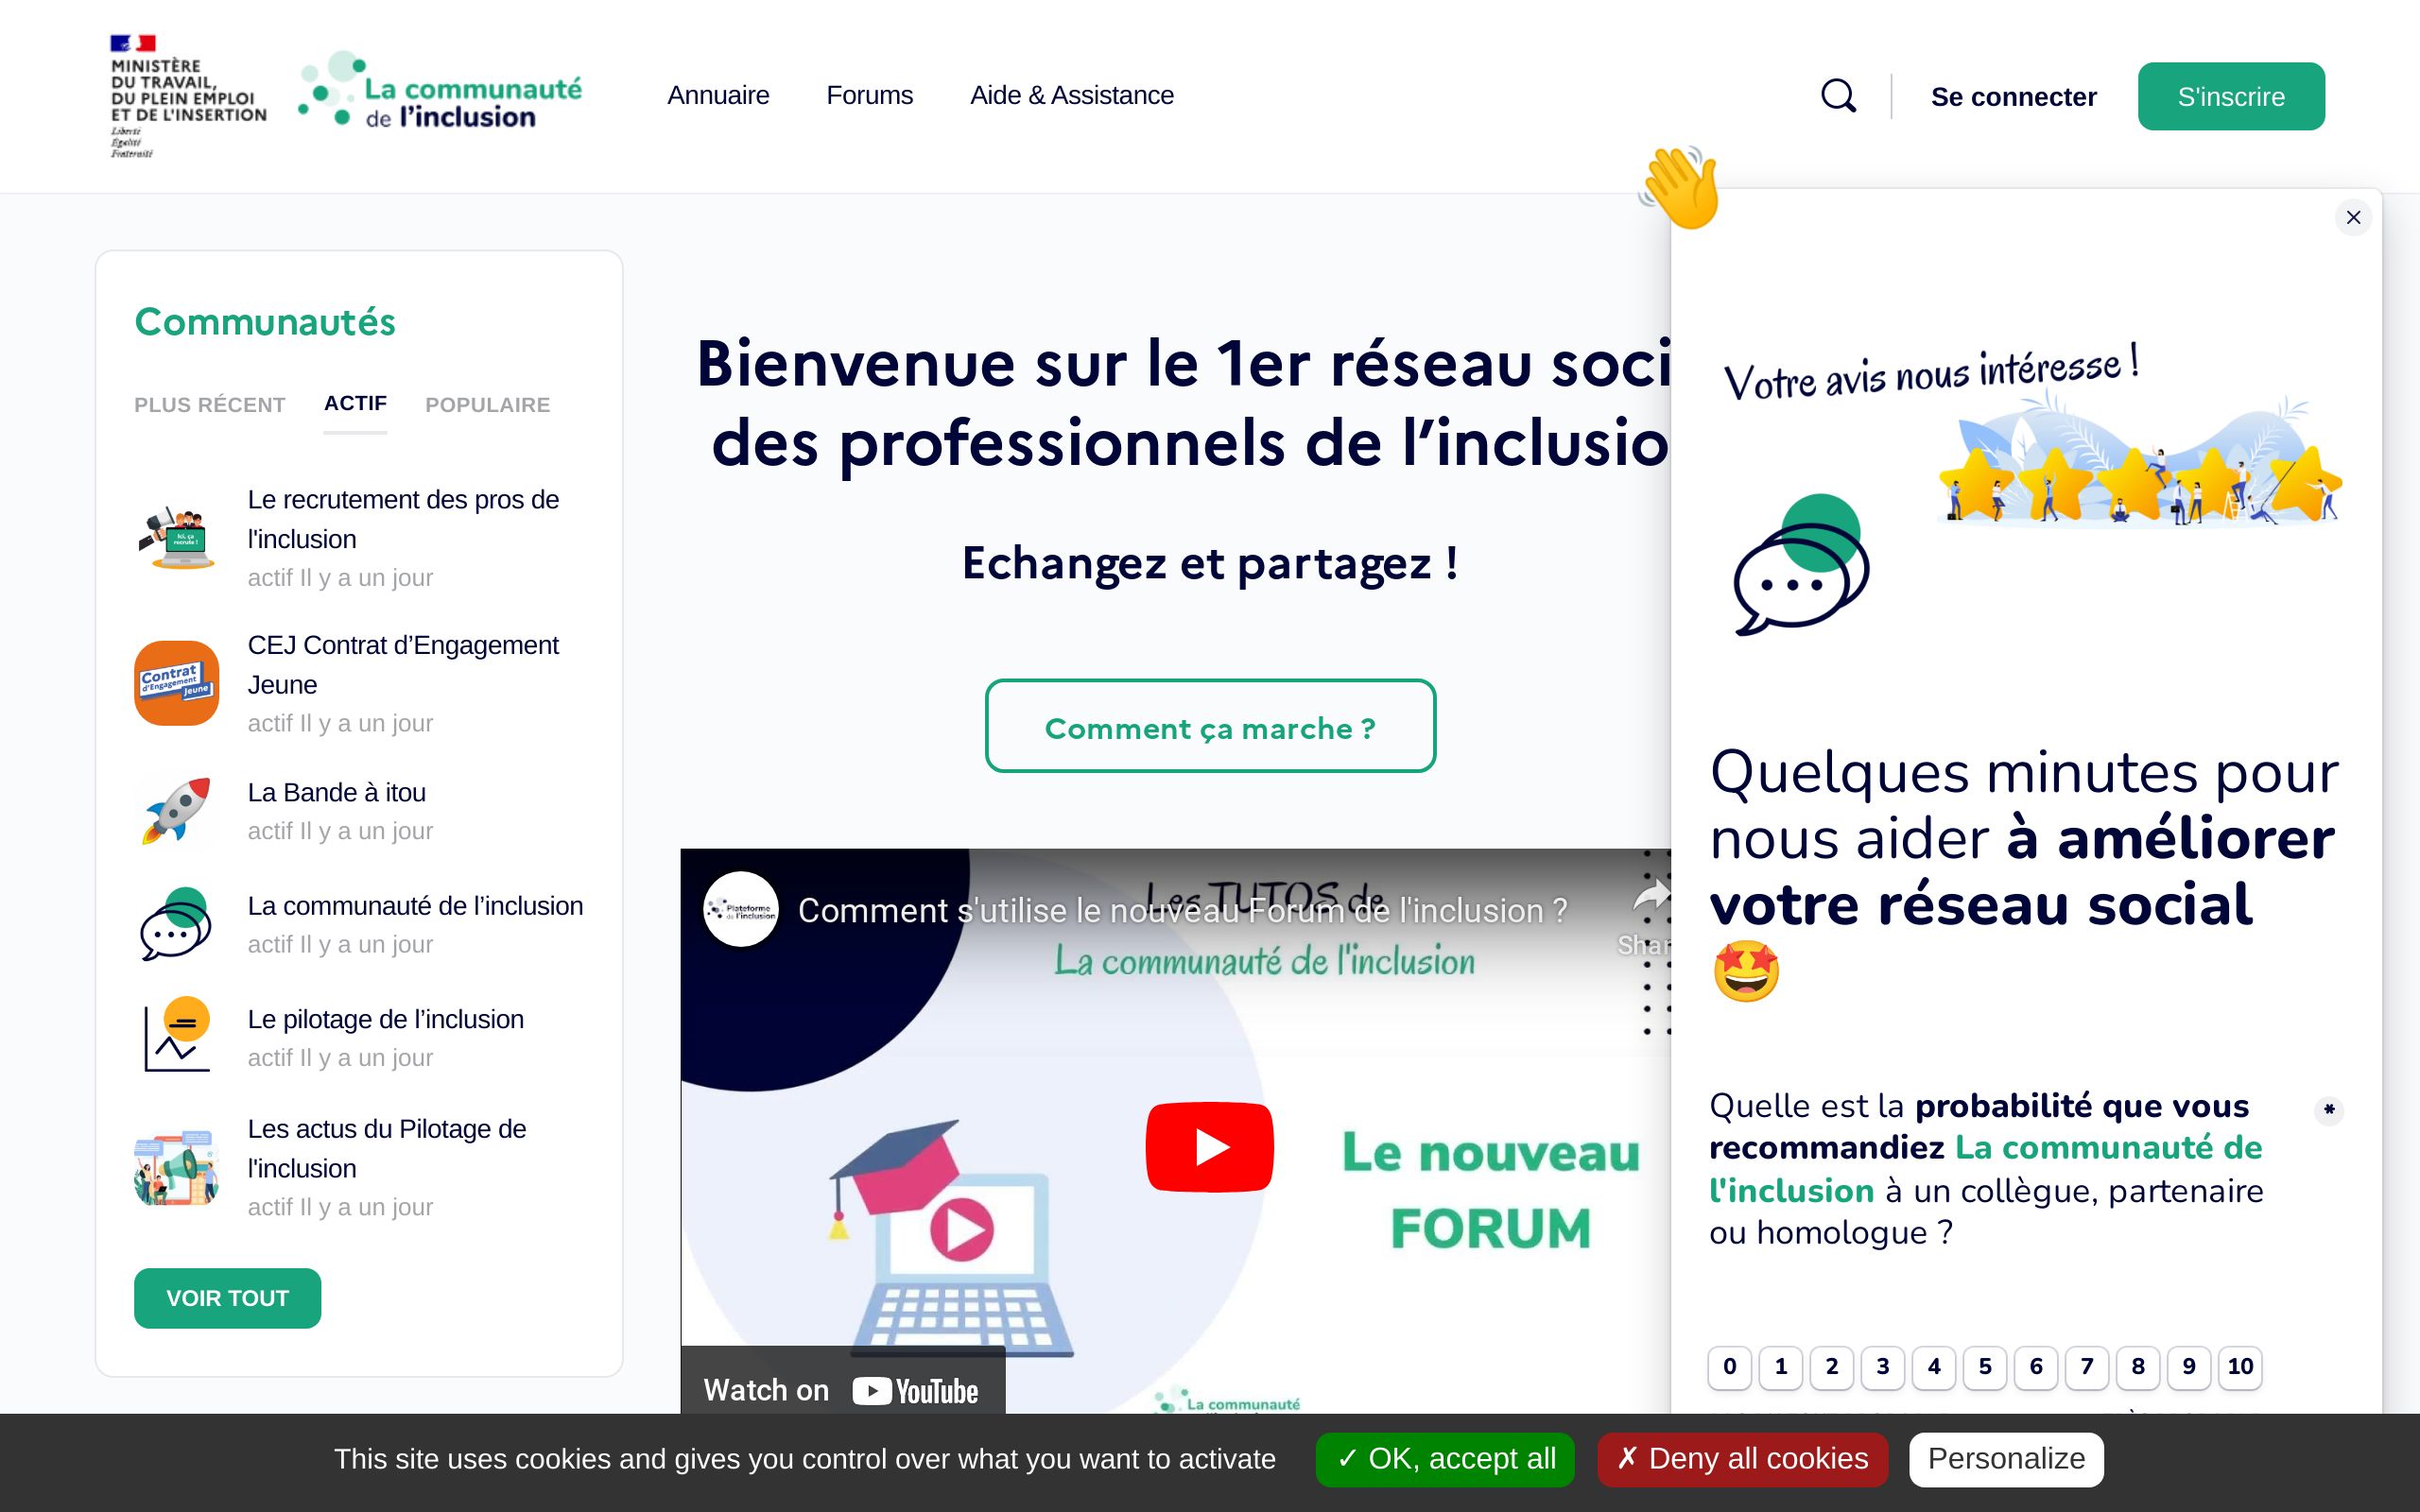 MINISTÈRE
DU TRAVAIL,
DU PLEIN EMPLOI
ET DE L'INSERTION
Liberté
Égalité
Fraternité
La communauté
de l'inclusion
Annuaire
Forums
Aide & Assistance
Se connecter
S'inscrire
Communautés
PLUS RÉCENT
ACTIF
POPULAIRE
Le recrutement des pros de
l'inclusion
actif Il y a un jour
CEJ Contrat d’Engagement
Jeune
actif Il y a un jour
Contrat
d'Engagement
Jeune
La Bande à itou
actif Il y a un jour
La communauté de l’inclusion
actif Il y a un jour
Le pilotage de l’inclusion
actif Il y a un jour
Les actus du Pilotage de
l'inclusion
actif Il y a un jour
VOIR TOUT
Bienvenue sur le 1er réseau soci
des professionnels de l’inclusio
Echangez et partagez !
Comment ça marche ?
Plateforme
de l'inclusion
Comment s'utilise le nouveau Forum de l'inclusion ?
Les TUTOS de
La communauté de l'inclusion
Shar
Le nouveau
FORUM
Watch on YouTube
La communauté
Votre avis nous intéresse !
Quelques minutes pour
nous aider à améliorer
votre réseau social
🤩
Quelle est la probabilité que vous *
recommandiez La communauté de
l'inclusion à un collègue, partenaire
ou homologue ?
0 1 2 3 4 5 6 7 8 9 10
This site uses cookies and gives you control over what you want to activate
✓ OK, accept all
✗ Deny all cookies
Personalize